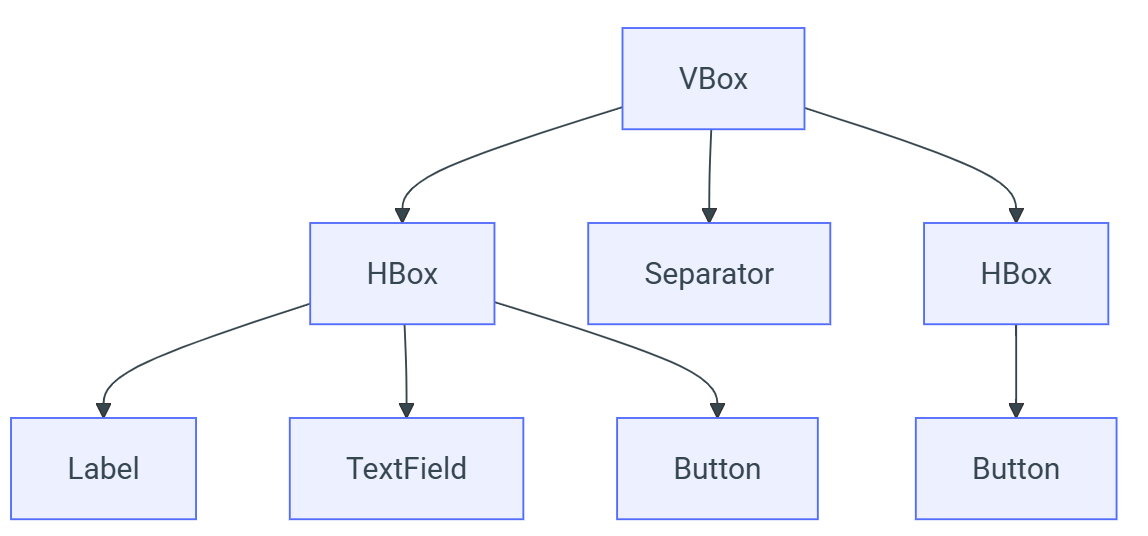 VBox
HBox
Separator
HBox
Label
TextField
Button
Button